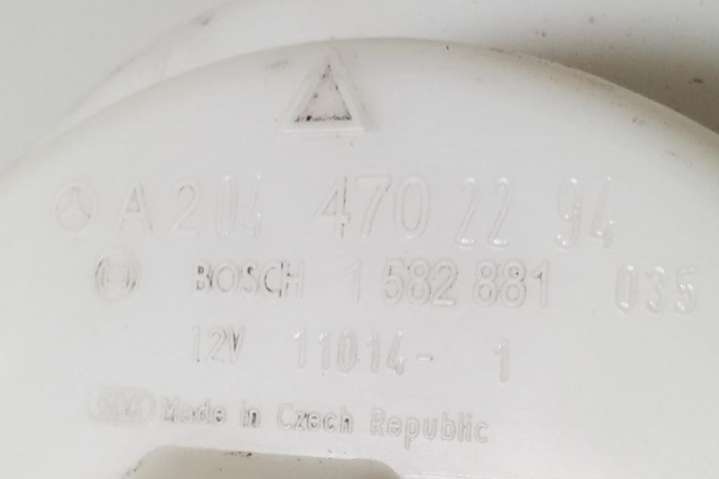 A 204 470 22 94
BOSCH 1 582 881 035
12V 11014- 1
Made in Czech Republic